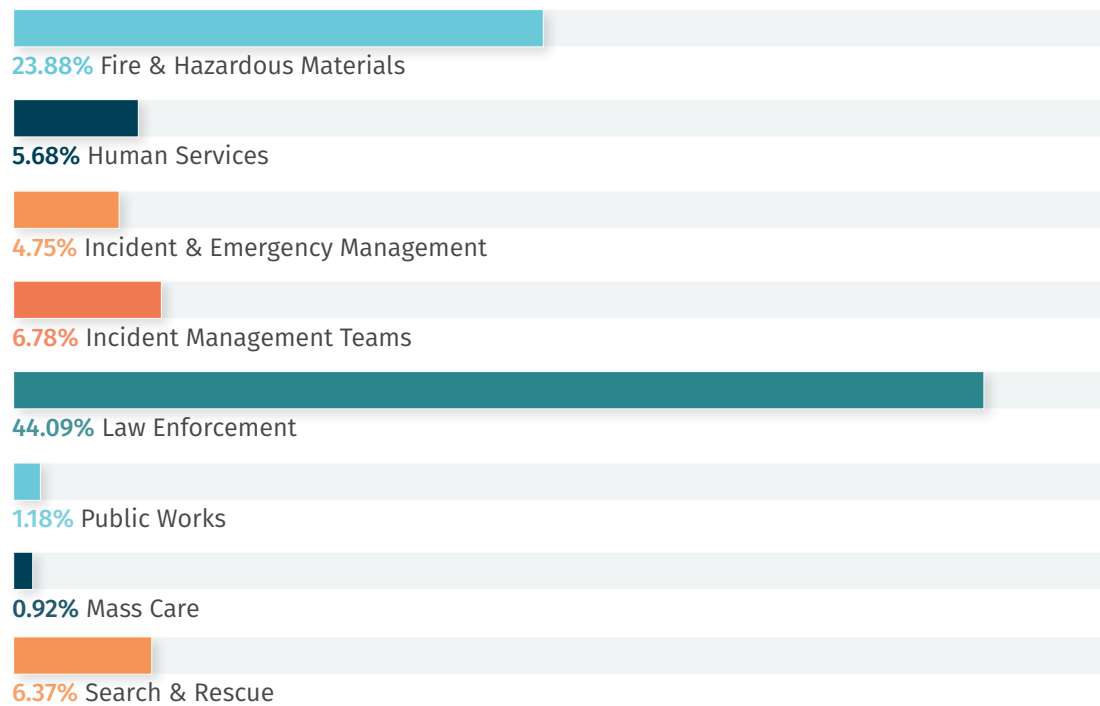 23.88% Fire & Hazardous Materials
5.68% Human Services
4.75% Incident & Emergency Management
6.78% Incident Management Teams
44.09% Law Enforcement
1.18% Public Works
0.92% Mass Care
6.37% Search & Rescue